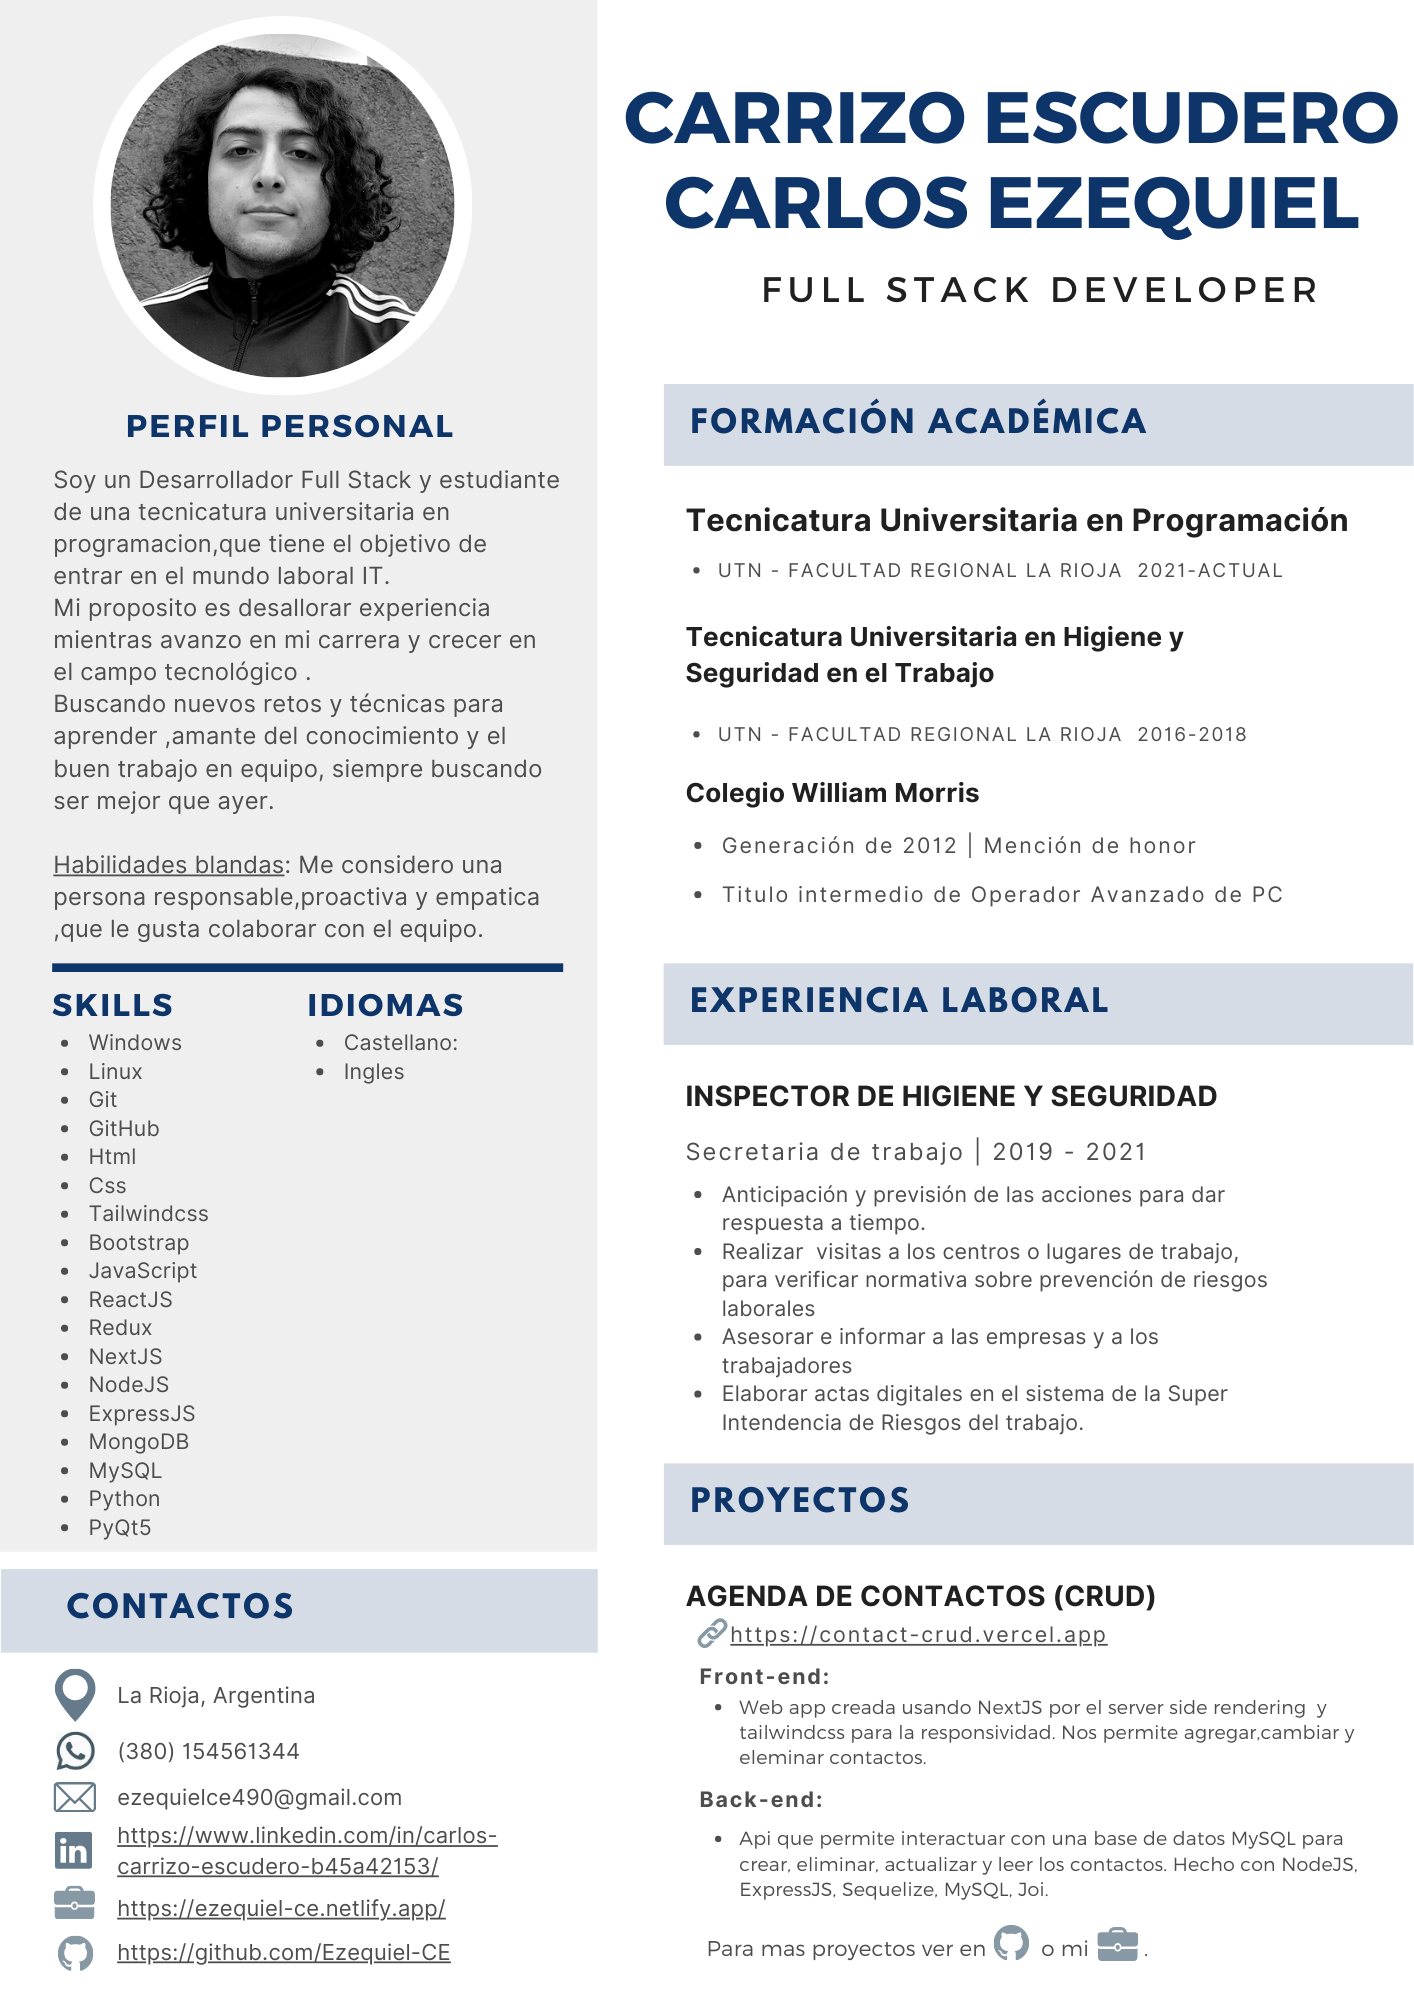 CARRIZO ESCUDERO
CARLOS EZEQUIEL
FULL STACK DEVELOPER
PERFIL PERSONAL
Soy un Desarrollador Full Stack y estudiante
de una tecnicatura universitaria en
programacion,que tiene el objetivo de
entrar en el mundo laboral IT.
Mi proposito es desallorar experiencia
mientras avanzo en mi carrera y crecer en
el campo tecnológico .
Buscando nuevos retos y técnicas para
aprender ,amante del conocimiento y el
buen trabajo en equipo, siempre buscando
ser mejor que ayer.
Habilidades blandas: Me considero una
persona responsable,proactiva y empatica
,que le gusta colaborar con el equipo.
SKILLS
• Windows
• Linux
• Git
• GitHub
• Html
• Css
• Tailwindcss
• Bootstrap
• JavaScript
• ReactJS
• Redux
• NextJS
• NodeJS
• ExpressJS
• MongoDB
• MySQL
• Python
• PyQt5
IDIOMAS
• Castellano:
• Ingles
CONTACTOS
La Rioja, Argentina
(380) 154561344
ezequielce490@gmail.com
https://www.linkedin.com/in/carlos-
carrizo-escudero-b45a42153/
https://ezequiel-ce.netlify.app/
https://github.com/Ezequiel-CE
FORMACIÓN ACADÉMICA
Tecnicatura Universitaria en Programación
• UTN - FACULTAD REGIONAL LA RIOJA 2021-ACTUAL
Tecnicatura Universitaria en Higiene y
Seguridad en el Trabajo
• UTN - FACULTAD REGIONAL LA RIOJA 2016-2018
Colegio William Morris
• Generación de 2012 | Mención de honor
• Titulo intermedio de Operador Avanzado de PC
EXPERIENCIA LABORAL
INSPECTOR DE HIGIENE Y SEGURIDAD
Secretaria de trabajo | 2019 - 2021
• Anticipación y previsión de las acciones para dar
respuesta a tiempo.
• Realizar visitas a los centros o lugares de trabajo,
para verificar normativa sobre prevención de riesgos
laborales
• Asesorar e informar a las empresas y a los
trabajadores
• Elaborar actas digitales en el sistema de la Super
Intendencia de Riesgos del trabajo.
PROYECTOS
AGENDA DE CONTACTOS (CRUD)
https://contact-crud.vercel.app
Front-end:
• Web app creada usando NextJS por el server side rendering y
tailwindcss para la responsividad. Nos permite agregar,cambiar y
eleminar contactos.
Back-end:
• Api que permite interactuar con una base de datos MySQL para
crear, eliminar, actualizar y leer los contactos. Hecho con NodeJS,
ExpressJS, Sequelize, MySQL, Joi.
Para mas proyectos ver en o mi .